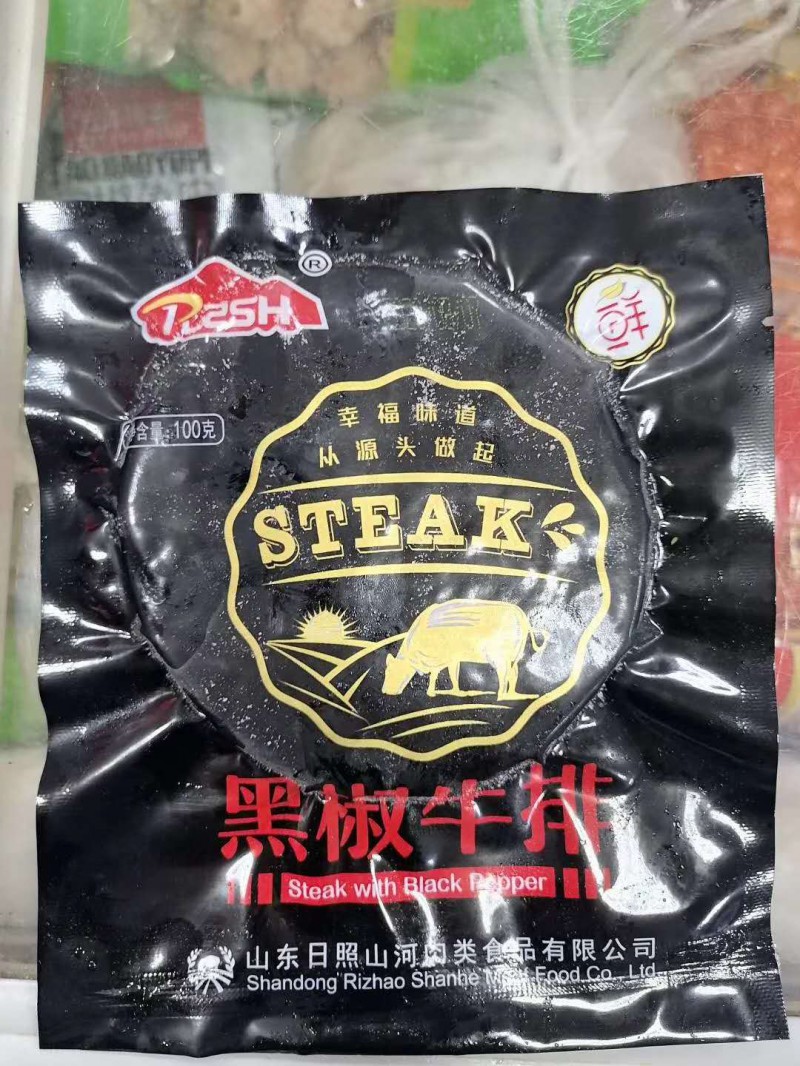 ®
鲜
净含量:100克
幸福味道
从源头做起
STEAK
黑椒牛排
Steak with Black Pepper
山东日照山河肉类食品有限公司
Shandong Rizhao Shanhe Meat Food Co., Ltd